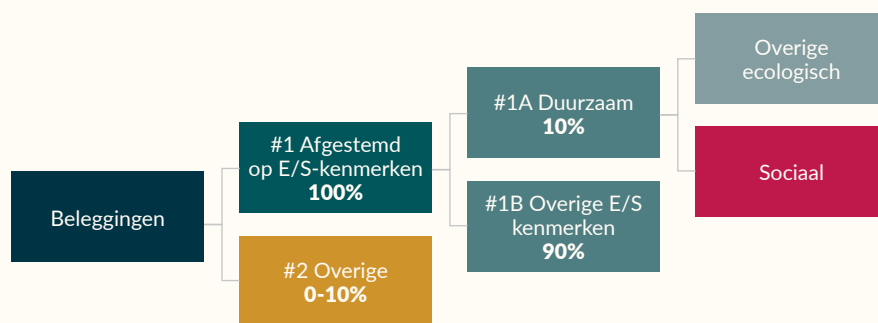 Beleggingen
#1 Afgestemd
op E/S-kenmerken
100%
#2 Overige
0-10%
#1A Duurzaam
10%
#1B Overige E/S
kenmerken
90%
Overige
ecologisch
Sociaal